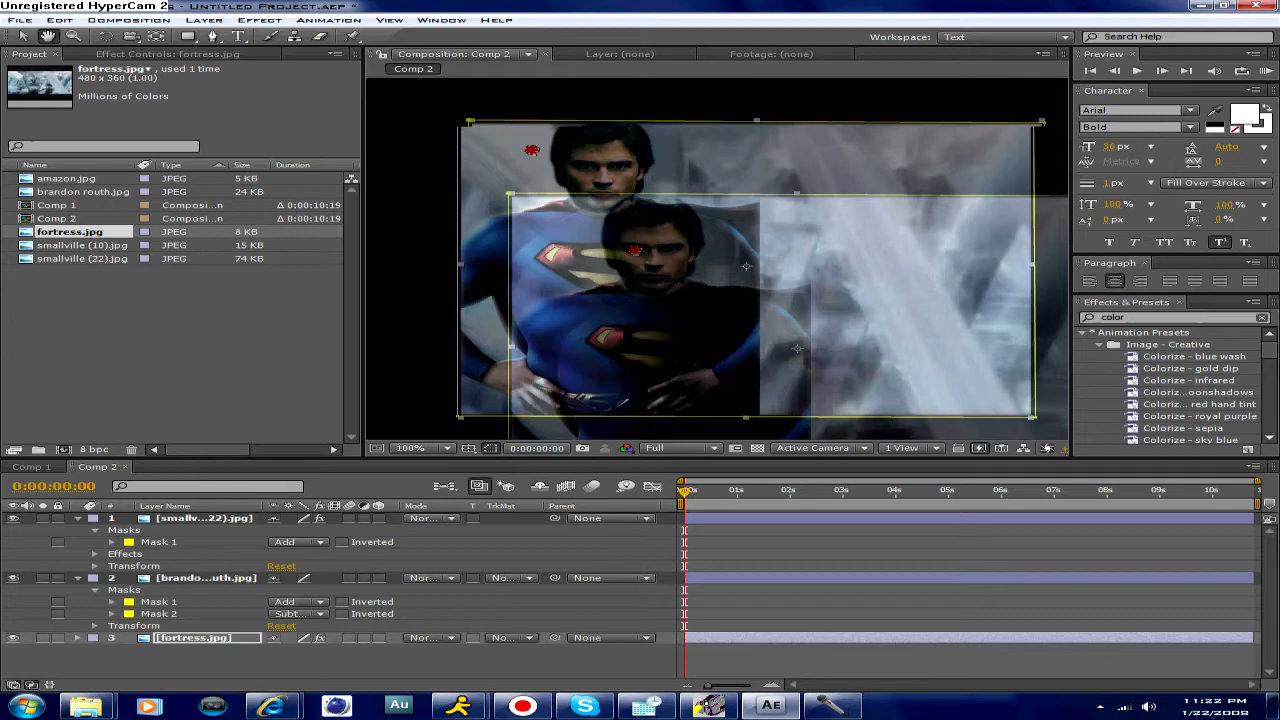 Unregistered HyperCam 2
- Untitled Project.AEP *
File Edit Composition Layer Effect Animation View Window Help
Workspace: Text
Search Help
Project Effect Controls: fortress.jpg
Composition: Comp 2 Layer: (none) Footage: (none)
Preview
fortress.jpg , used 1 time
480 x 360 (1.00)
Millions of Colors
Comp 2
Character
Arial
Bold
36 px Auto
Metrics 0
1 px Fill Over Stroke
100 % 100 %
0 px 0 %
Name Type Size Duration
amazon.jpg JPEG 5 KB
brandon routh.jpg JPEG 24 KB
Comp 1 Composi...n Δ 0:00:10:19
Comp 2 Composi...n Δ 0:00:10:19
fortress.jpg JPEG 8 KB
smallville (10).jpg JPEG 15 KB
smallville (22).jpg JPEG 74 KB
Paragraph
Effects & Presets
color
Animation Presets
Image - Creative
Colorize - blue wash
Colorize - gold dip
Colorize - infrared
Colorize - ...oonshadows
Colorize - ... red hand tint
Colorize - royal purple
Colorize - sepia
Colorize - sky blue
8 bpc
100% 0:00:00:00 Full Active Camera 1 View
Comp 1 Comp 2
0:00:00:00
01s 02s 03s 04s 05s 06s 07s 08s 09s 10s
# Layer Name Mode T TrkMat Parent
1 [smallv...22).jpg] Nor... None
Masks
Mask 1 Add Inverted
Effects
Transform Reset
2 [brando...uth.jpg] Nor... No... None
Masks
Mask 1 Add Inverted
Mask 2 Subt... Inverted
Transform Reset
3 [fortress.jpg] Nor... No... None
Au AE
11:22 PM
1/22/2008